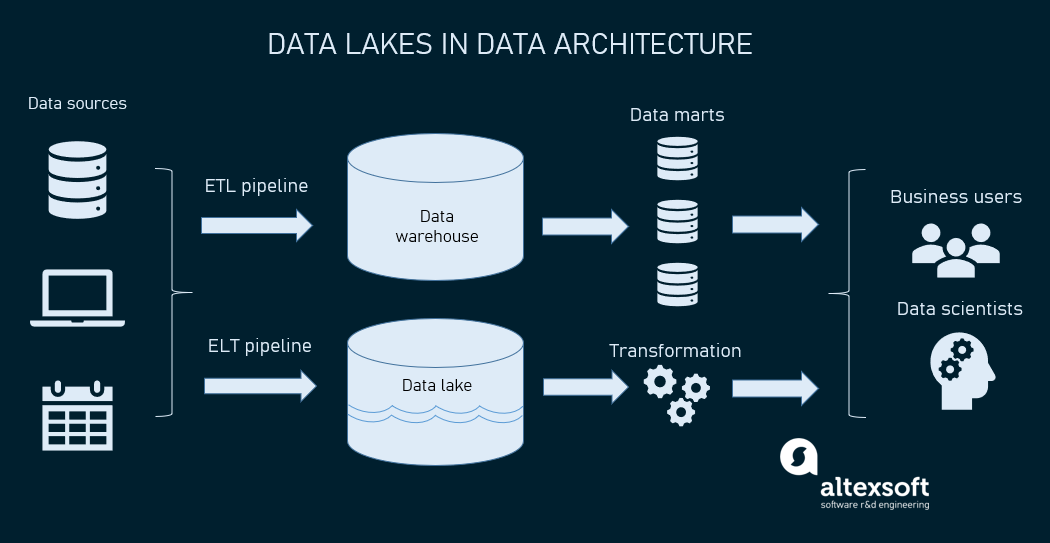 DATA LAKES IN DATA ARCHITECTURE
Data sources
ETL pipeline
Data
warehouse
Data marts
Business users
ELT pipeline
Data lake
Transformation
Data scientists
altexsoft
software r&d engineering